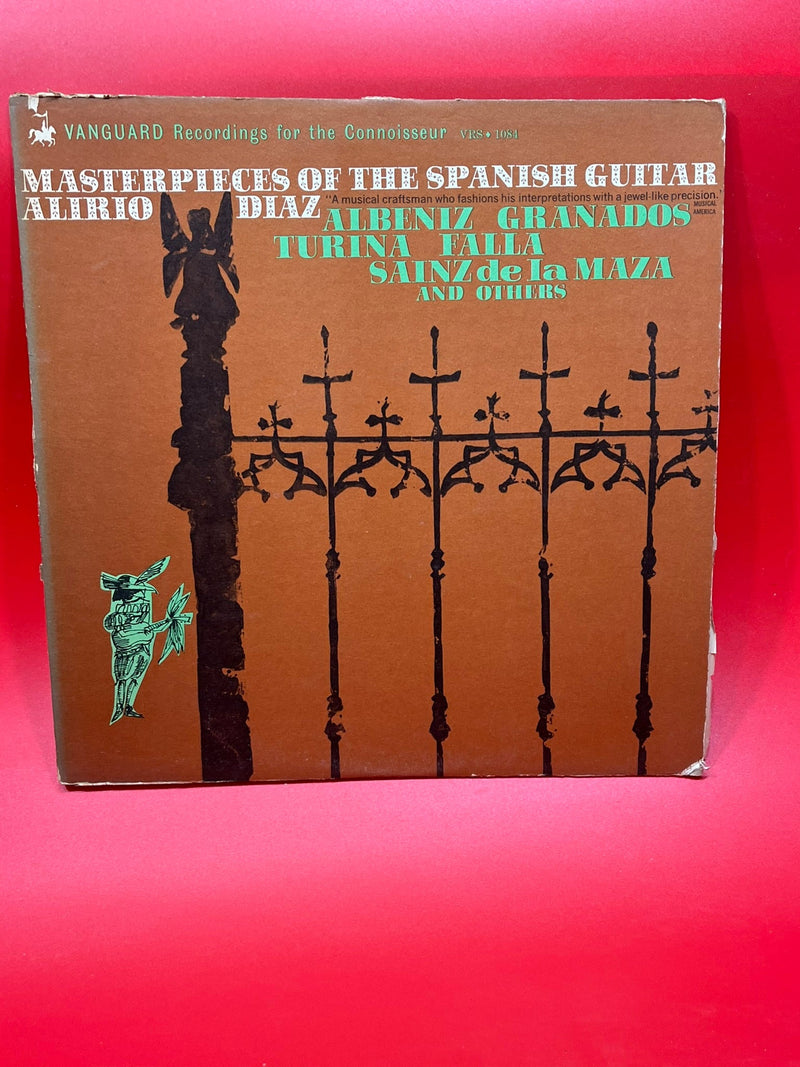 VANGUARD Recordings for the Connoisseur VRS♦1084
MASTERPIECES OF THE SPANISH GUITAR
ALIRIO DIAZ
"A musical craftsman who fashions his interpretations with a jewel-like precision."
MUSICAL
AMERICA
ALBENIZ GRANADOS
TURINA FALLA
SAINZ de la MAZA
AND OTHERS